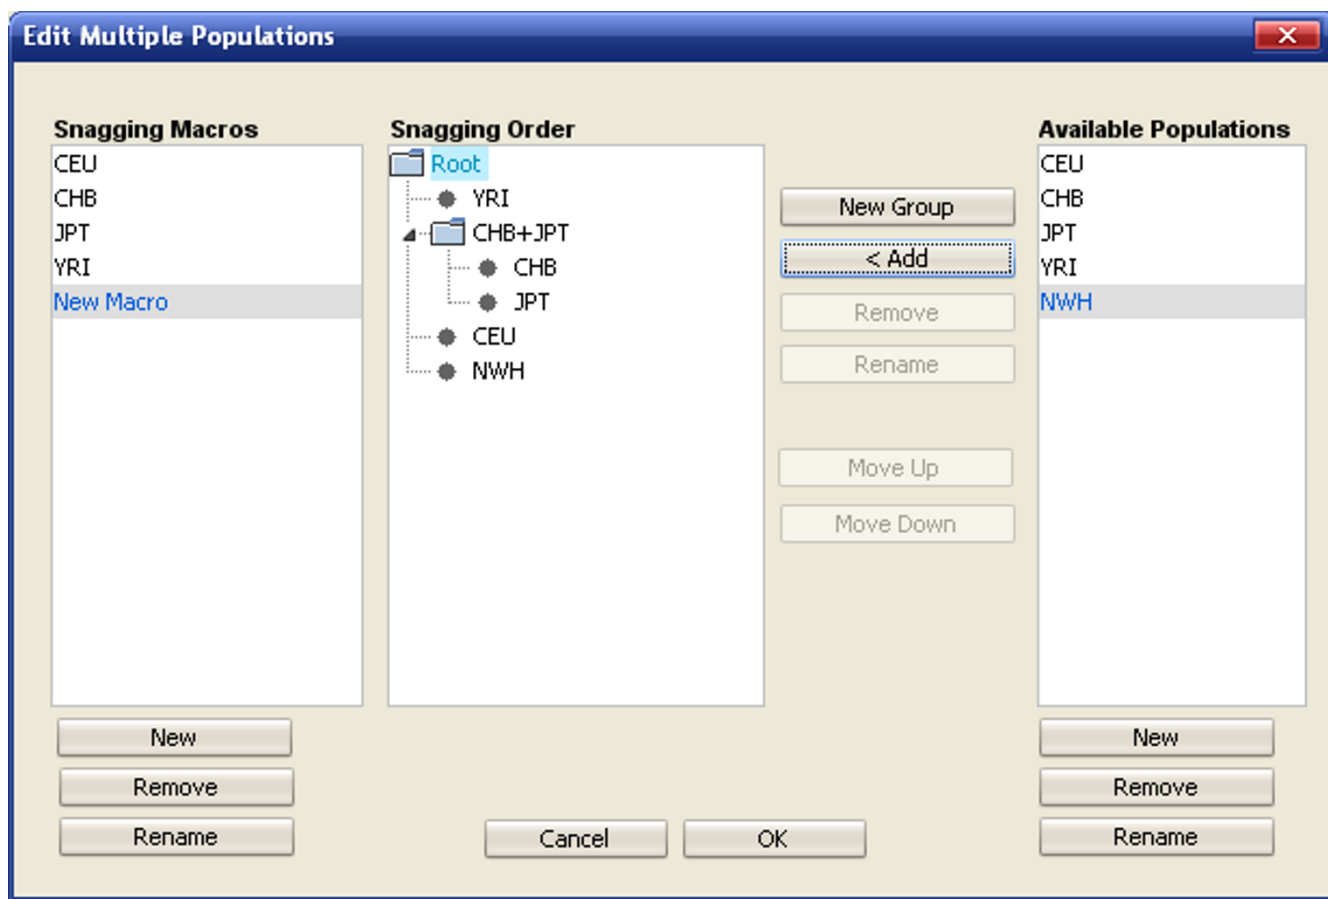 Edit Multiple Populations
Snagging Macros
CEU
CHB
JPT
YRI
New Macro
New
Remove
Rename
Snagging Order
Root
YRI
CHB+JPT
CHB
JPT
CEU
NWH
New Group
< Add
Remove
Rename
Move Up
Move Down
Cancel
OK
Available Populations
CEU
CHB
JPT
YRI
NWH
New
Remove
Rename